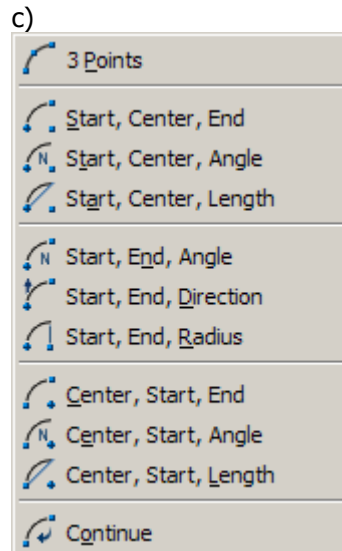 c)
3 Points
Start, Center, End
Start, Center, Angle
Start, Center, Length
Start, End, Angle
Start, End, Direction
Start, End, Radius
Center, Start, End
Center, Start, Angle
Center, Start, Length
Continue